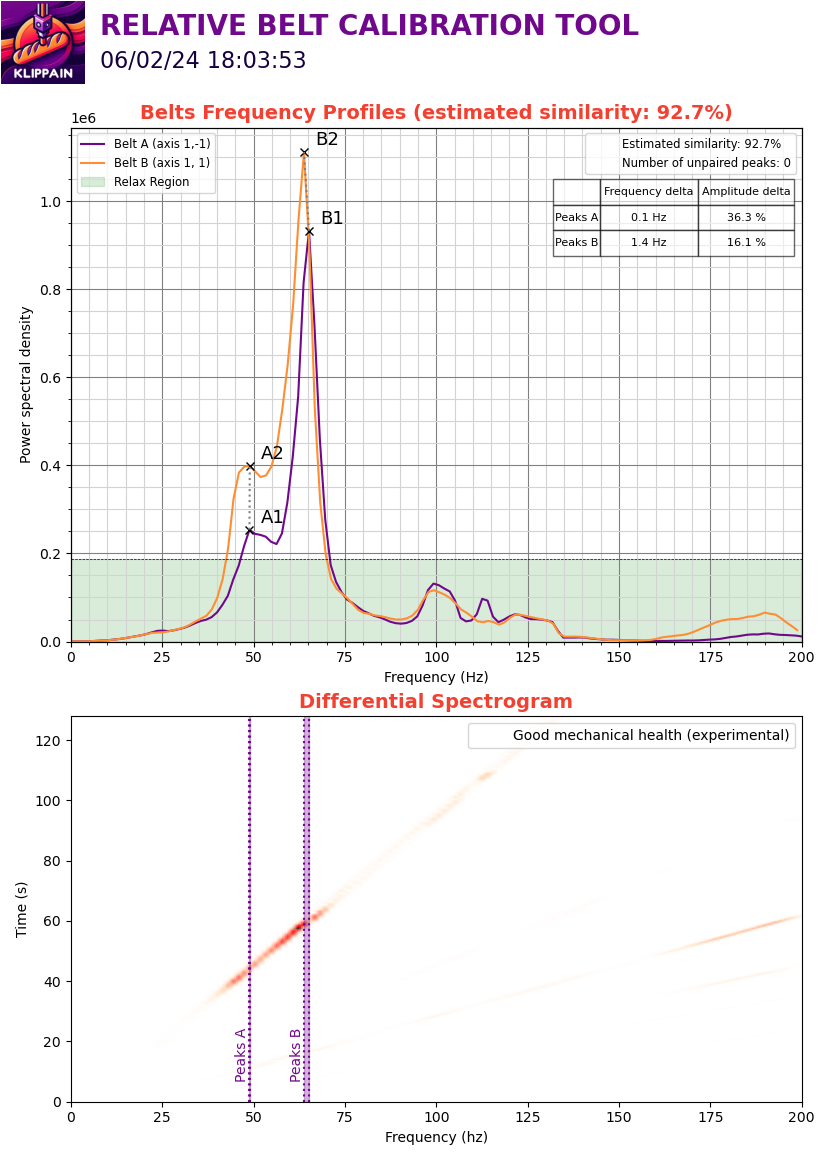 KLIPPAIN
RELATIVE BELT CALIBRATION TOOL
06/02/24 18:03:53
Belts Frequency Profiles (estimated similarity: 92.7%)
1e6
Belt A (axis 1,-1)
Belt B (axis 1, 1)
Relax Region
Estimated similarity: 92.7%
Number of unpaired peaks: 0
Frequency delta Amplitude delta
Peaks A 0.1 Hz 36.3 %
Peaks B 1.4 Hz 16.1 %
B2
B1
A2
A1
Power spectral density
1.0
0.8
0.6
0.4
0.2
0.0
0 25 50 75 100 125 150 175 200
Frequency (Hz)
Differential Spectrogram
Good mechanical health (experimental)
Time (s)
120
100
80
60
40
20
0
Peaks A
Peaks B
0 25 50 75 100 125 150 175 200
Frequency (hz)